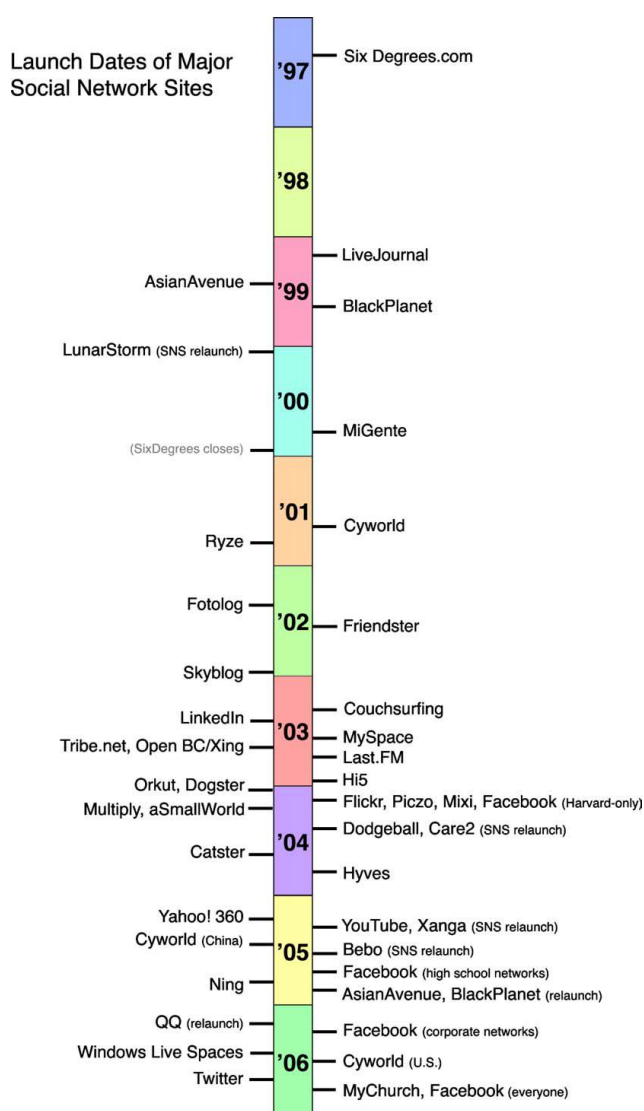 Launch Dates of Major
Social Network Sites
'97
Six Degrees.com
'98
'99
LiveJournal
AsianAvenue
BlackPlanet
LunarStorm (SNS relaunch)
'00
MiGente
(SixDegrees closes)
'01
Cyworld
Ryze
Fotolog
'02
Friendster
Skyblog
Couchsurfing
LinkedIn
'03
MySpace
Tribe.net, Open BC/Xing
Last.FM
Hi5
Orkut, Dogster
Flickr, Piczo, Mixi, Facebook (Harvard-only)
Multiply, aSmallWorld
Dodgeball, Care2 (SNS relaunch)
'04
Catster
Hyves
Yahoo! 360
YouTube, Xanga (SNS relaunch)
Cyworld (China)
Bebo (SNS relaunch)
'05
Facebook (high school networks)
Ning
AsianAvenue, BlackPlanet (relaunch)
QQ (relaunch)
Facebook (corporate networks)
Windows Live Spaces
'06
Cyworld (U.S.)
Twitter
MyChurch, Facebook (everyone)